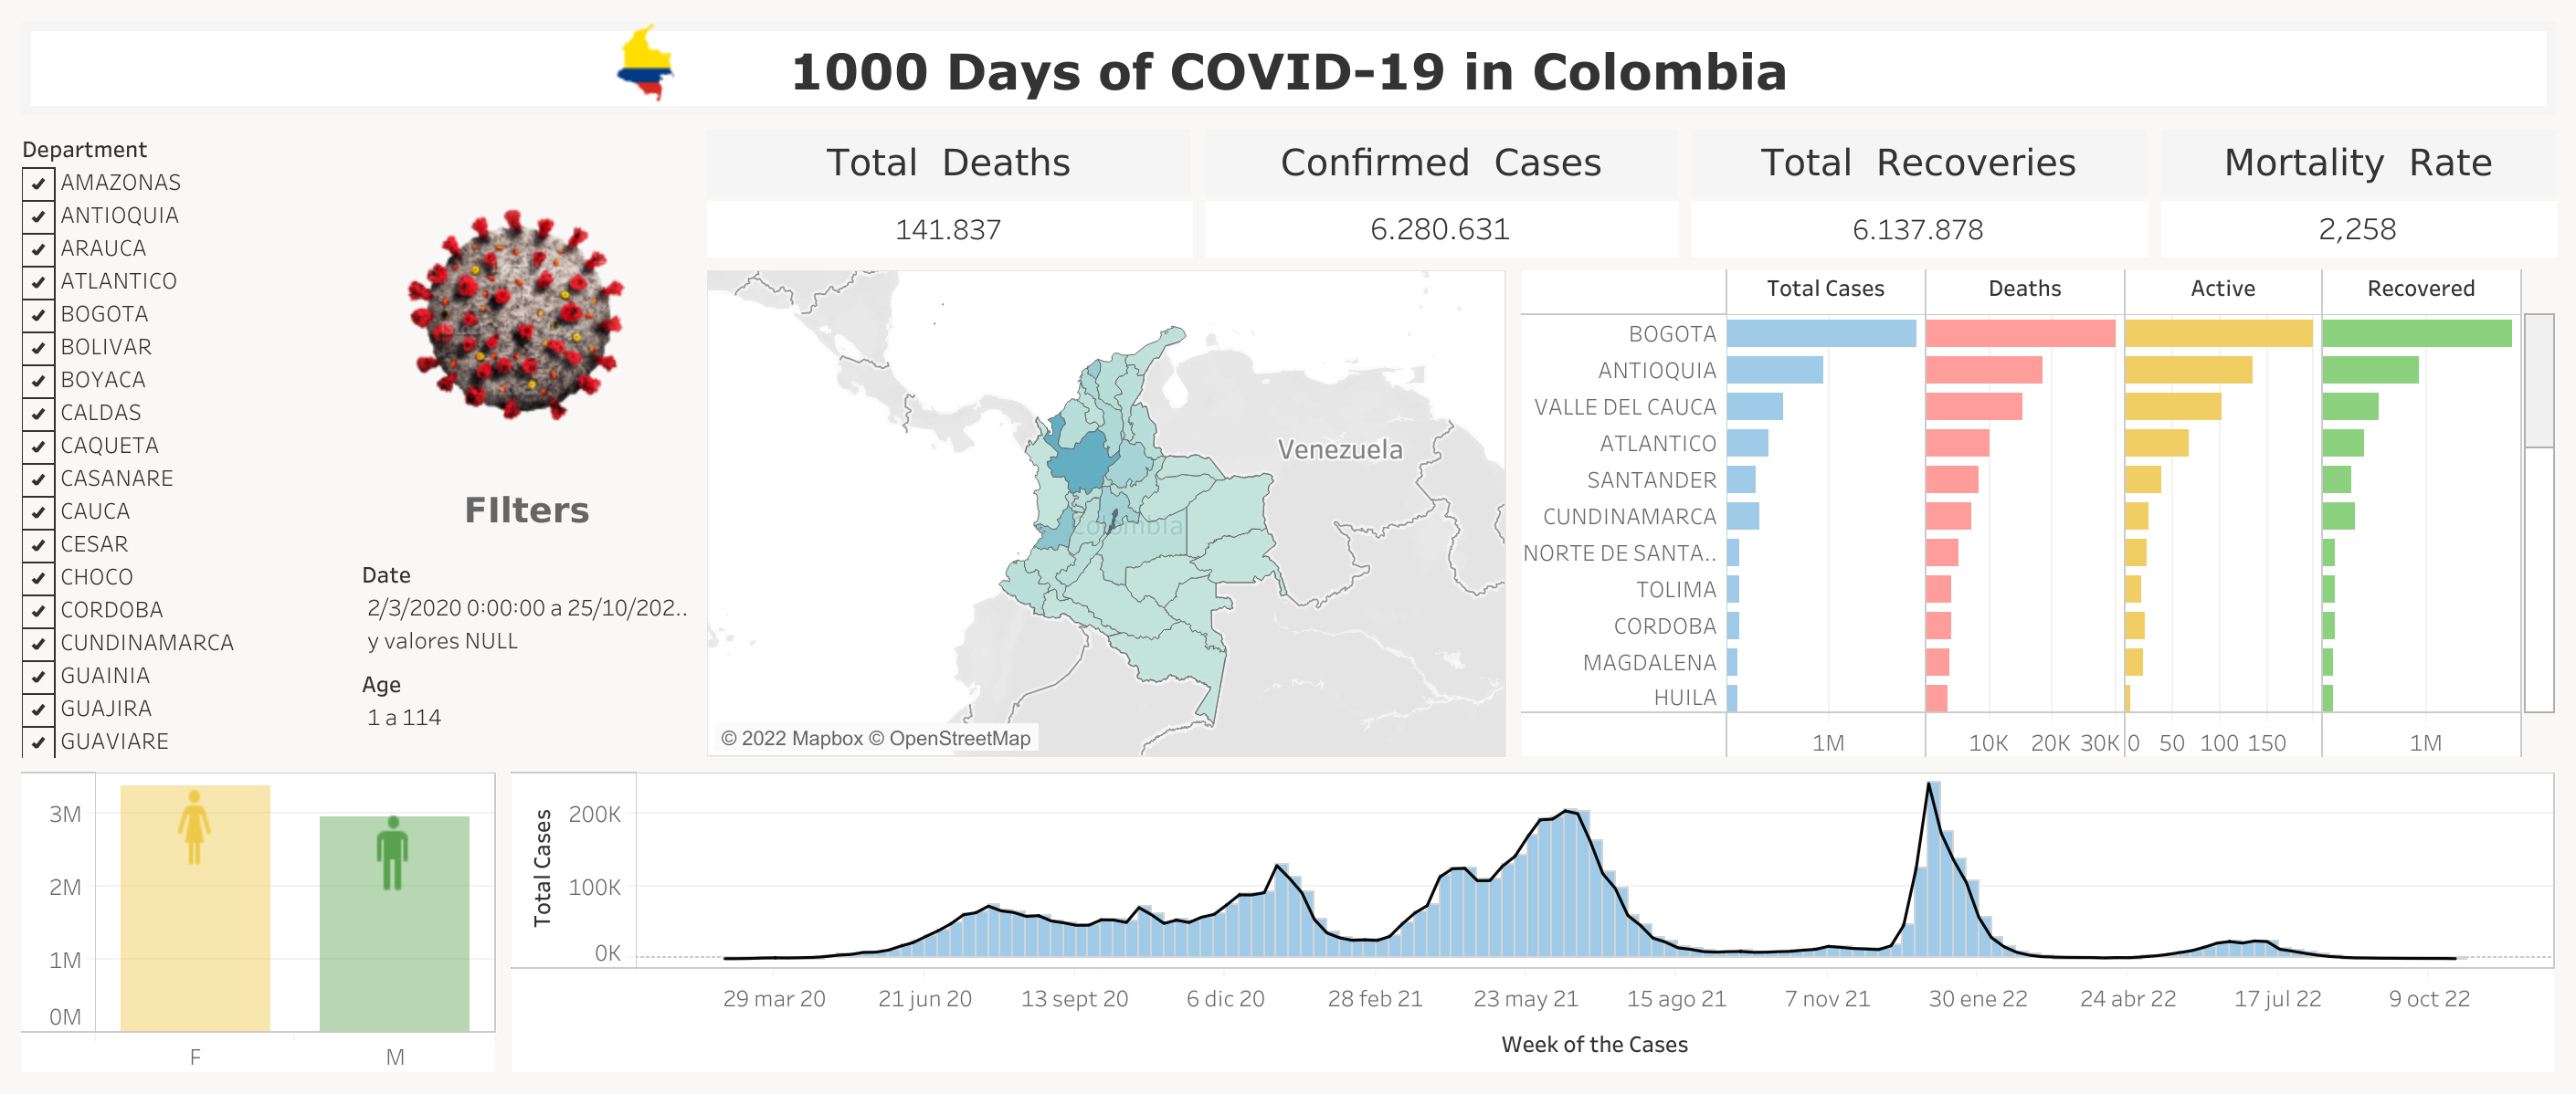 1000 Days of COVID-19 in Colombia
Department
AMAZONAS
ANTIOQUIA
ARAUCA
ATLANTICO
BOGOTA
BOLIVAR
BOYACA
CALDAS
CAQUETA
CASANARE
CAUCA
CESAR
CHOCO
CORDOBA
CUNDINAMARCA
GUAINIA
GUAJIRA
GUAVIARE
FIlters
Date
2/3/2020 0:00:00 a 25/10/202..
y valores NULL
Age
1 a 114
Total Deaths
141.837
Confirmed Cases
6.280.631
Total Recoveries
6.137.878
Mortality Rate
2,258
Venezuela
Colombia
© 2022 Mapbox © OpenStreetMap
Total Cases Deaths Active Recovered
BOGOTA
ANTIOQUIA
VALLE DEL CAUCA
ATLANTICO
SANTANDER
CUNDINAMARCA
NORTE DE SANTA..
TOLIMA
CORDOBA
MAGDALENA
HUILA
1M 10K 20K 30K 0 50 100 150 1M
3M
2M
1M
0M
F M
Total Cases
200K
100K
0K
29 mar 20 21 jun 20 13 sept 20 6 dic 20 28 feb 21 23 may 21 15 ago 21 7 nov 21 30 ene 22 24 abr 22 17 jul 22 9 oct 22
Week of the Cases